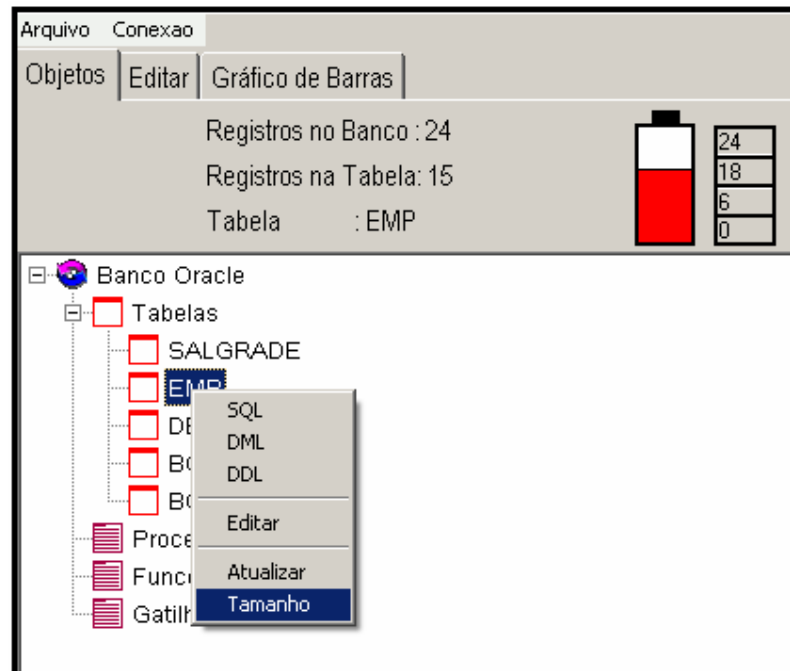 Arquivo Conexao
Objetos Editar Gráfico de Barras
Registros no Banco : 24
Registros na Tabela: 15
Tabela : EMP
24
18
6
0
Banco Oracle
Tabelas
SALGRADE
EMP
SQL
DML
DDL
Editar
Atualizar
Tamanho